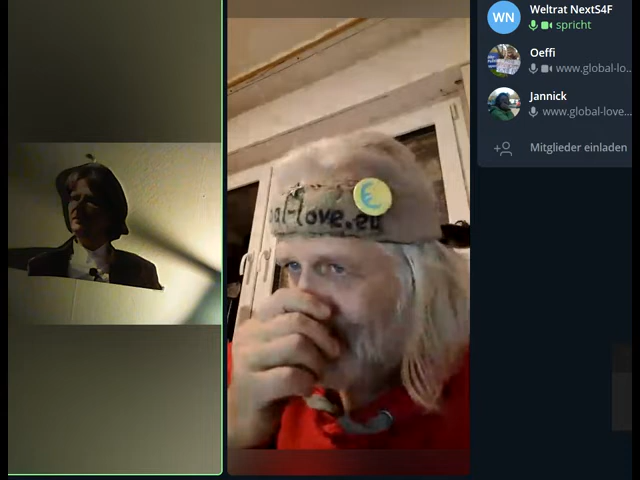 WN
Weltrat NextS4F
spricht
Oeffi
www.global-lo...
Jannick
www.global-love...
Mitglieder einladen
€
al-love.eu